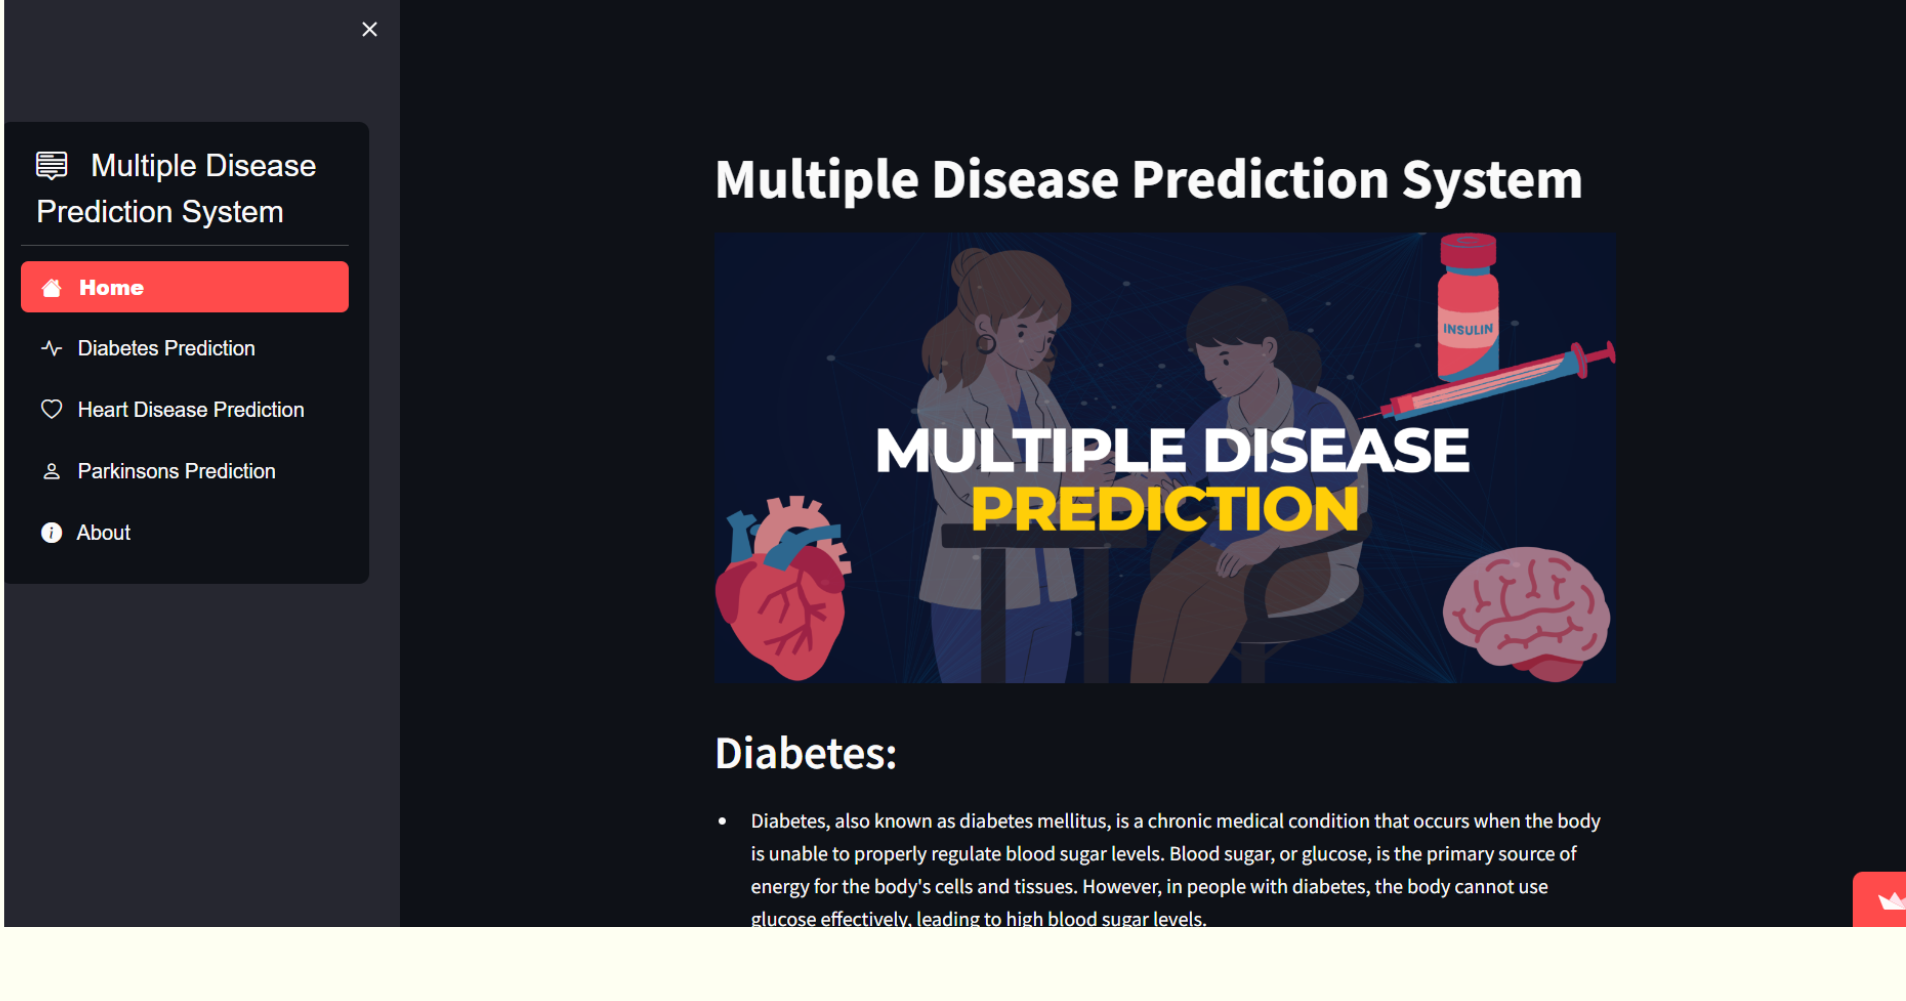 Multiple Disease
Prediction System
Home
Diabetes Prediction
Heart Disease Prediction
Parkinsons Prediction
About
Multiple Disease Prediction System
INSULIN
MULTIPLE DISEASE
PREDICTION
Diabetes:
• Diabetes, also known as diabetes mellitus, is a chronic medical condition that occurs when the body
is unable to properly regulate blood sugar levels. Blood sugar, or glucose, is the primary source of
energy for the body's cells and tissues. However, in people with diabetes, the body cannot use
glucose effectively, leading to high blood sugar levels.